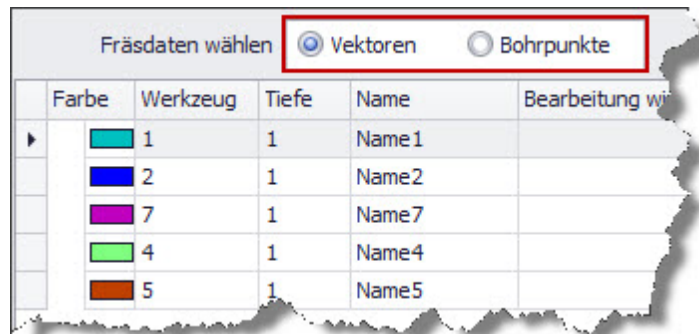 Fräsdaten wählen Vektoren Bohrpunkte
Farbe Werkzeug Tiefe Name Bearbeitung
1 1 Name1
2 1 Name2
7 1 Name7
4 1 Name4
5 1 Name5